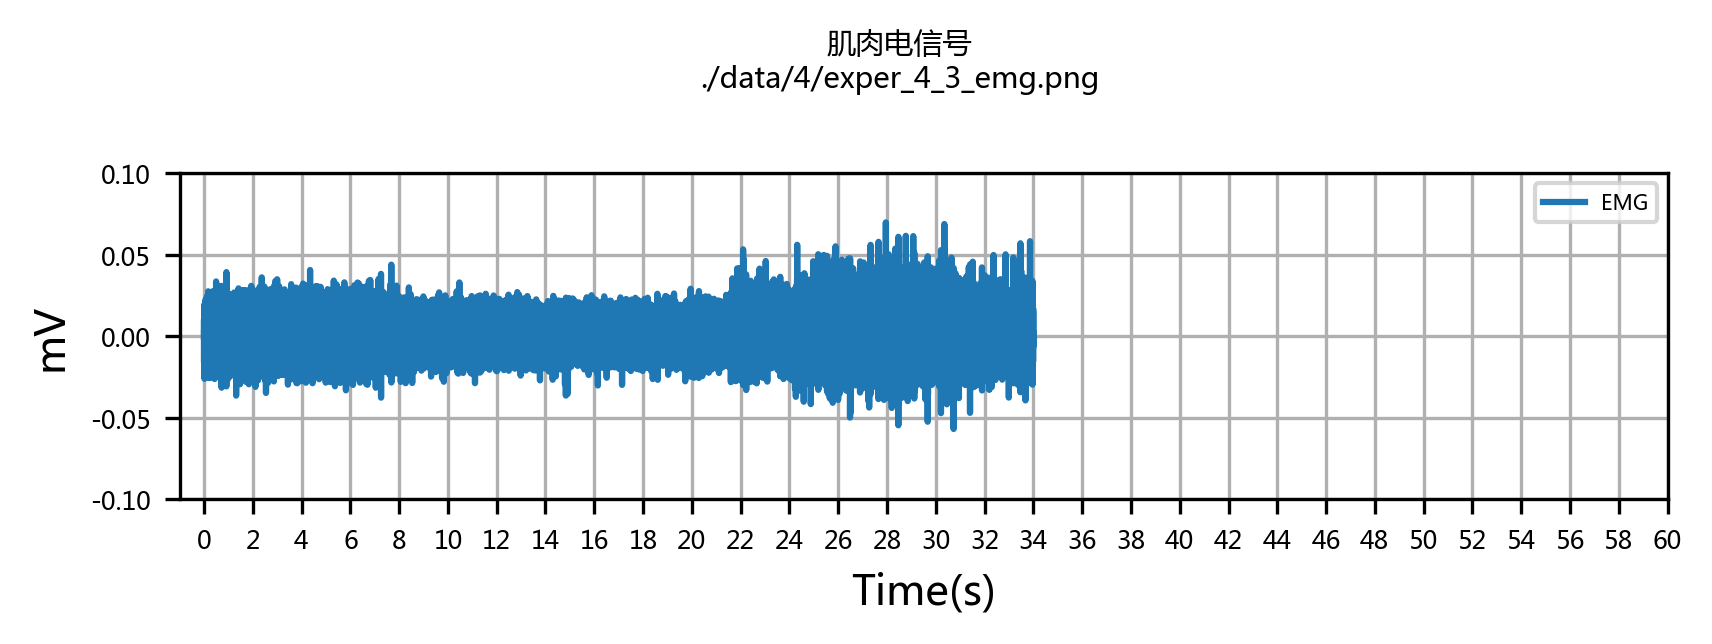 肌肉电信号
./data/4/exper_4_3_emg.png
0.10
0.05
0.00
-0.05
-0.10
mV
EMG
0 2 4 6 8 10 12 14 16 18 20 22 24 26 28 30 32 34 36 38 40 42 44 46 48 50 52 54 56 58 60
Time(s)